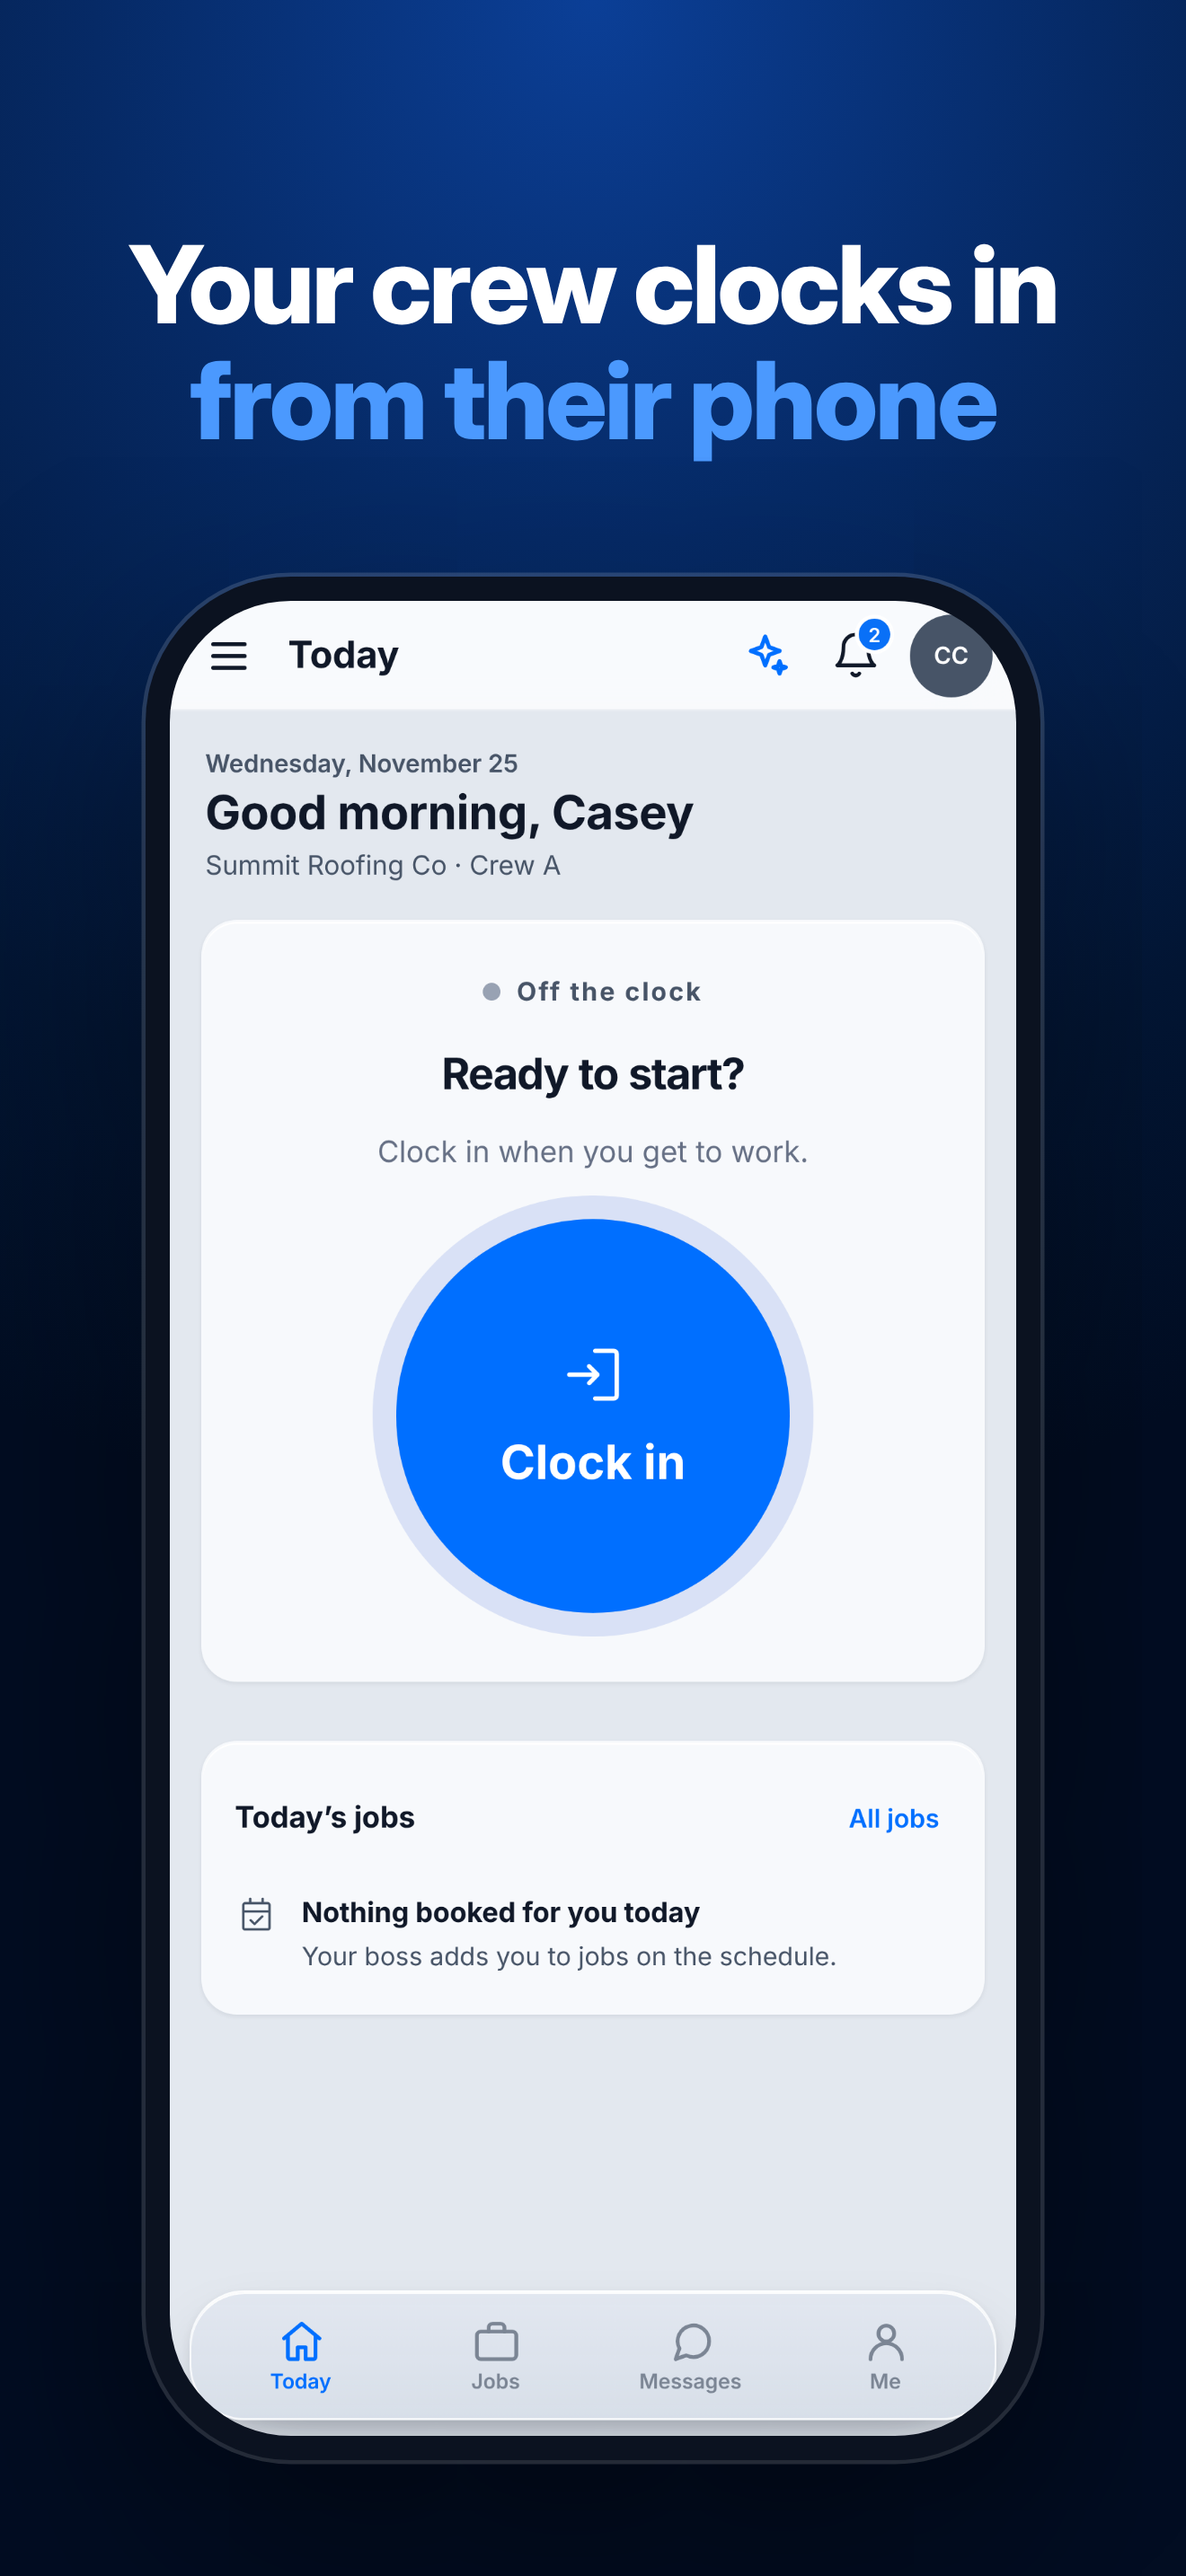 Your crew clocks in
from their phone
Today
2
CC
Wednesday, November 25
Good morning, Casey
Summit Roofing Co · Crew A
Off the clock
Ready to start?
Clock in when you get to work.
Clock in
Today’s jobs
All jobs
Nothing booked for you today
Your boss adds you to jobs on the schedule.
Today
Jobs
Messages
Me